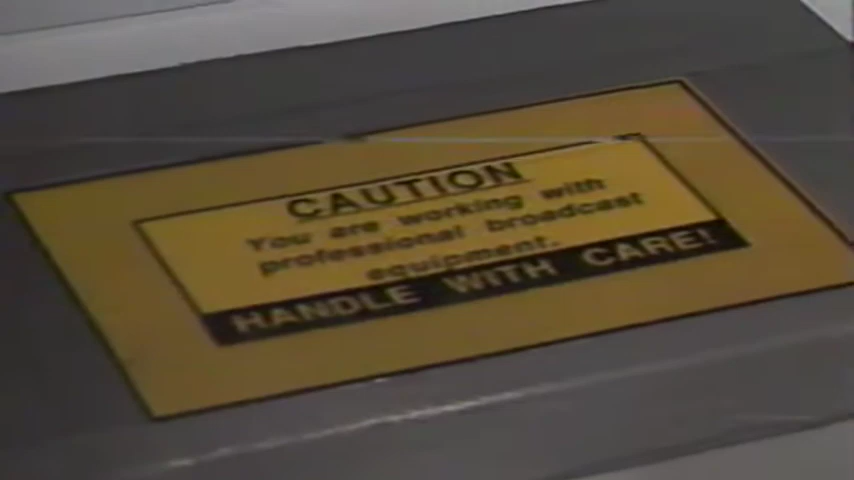 CAUTION
You are working with
professional broadcast
equipment.
HANDLE WITH CARE!